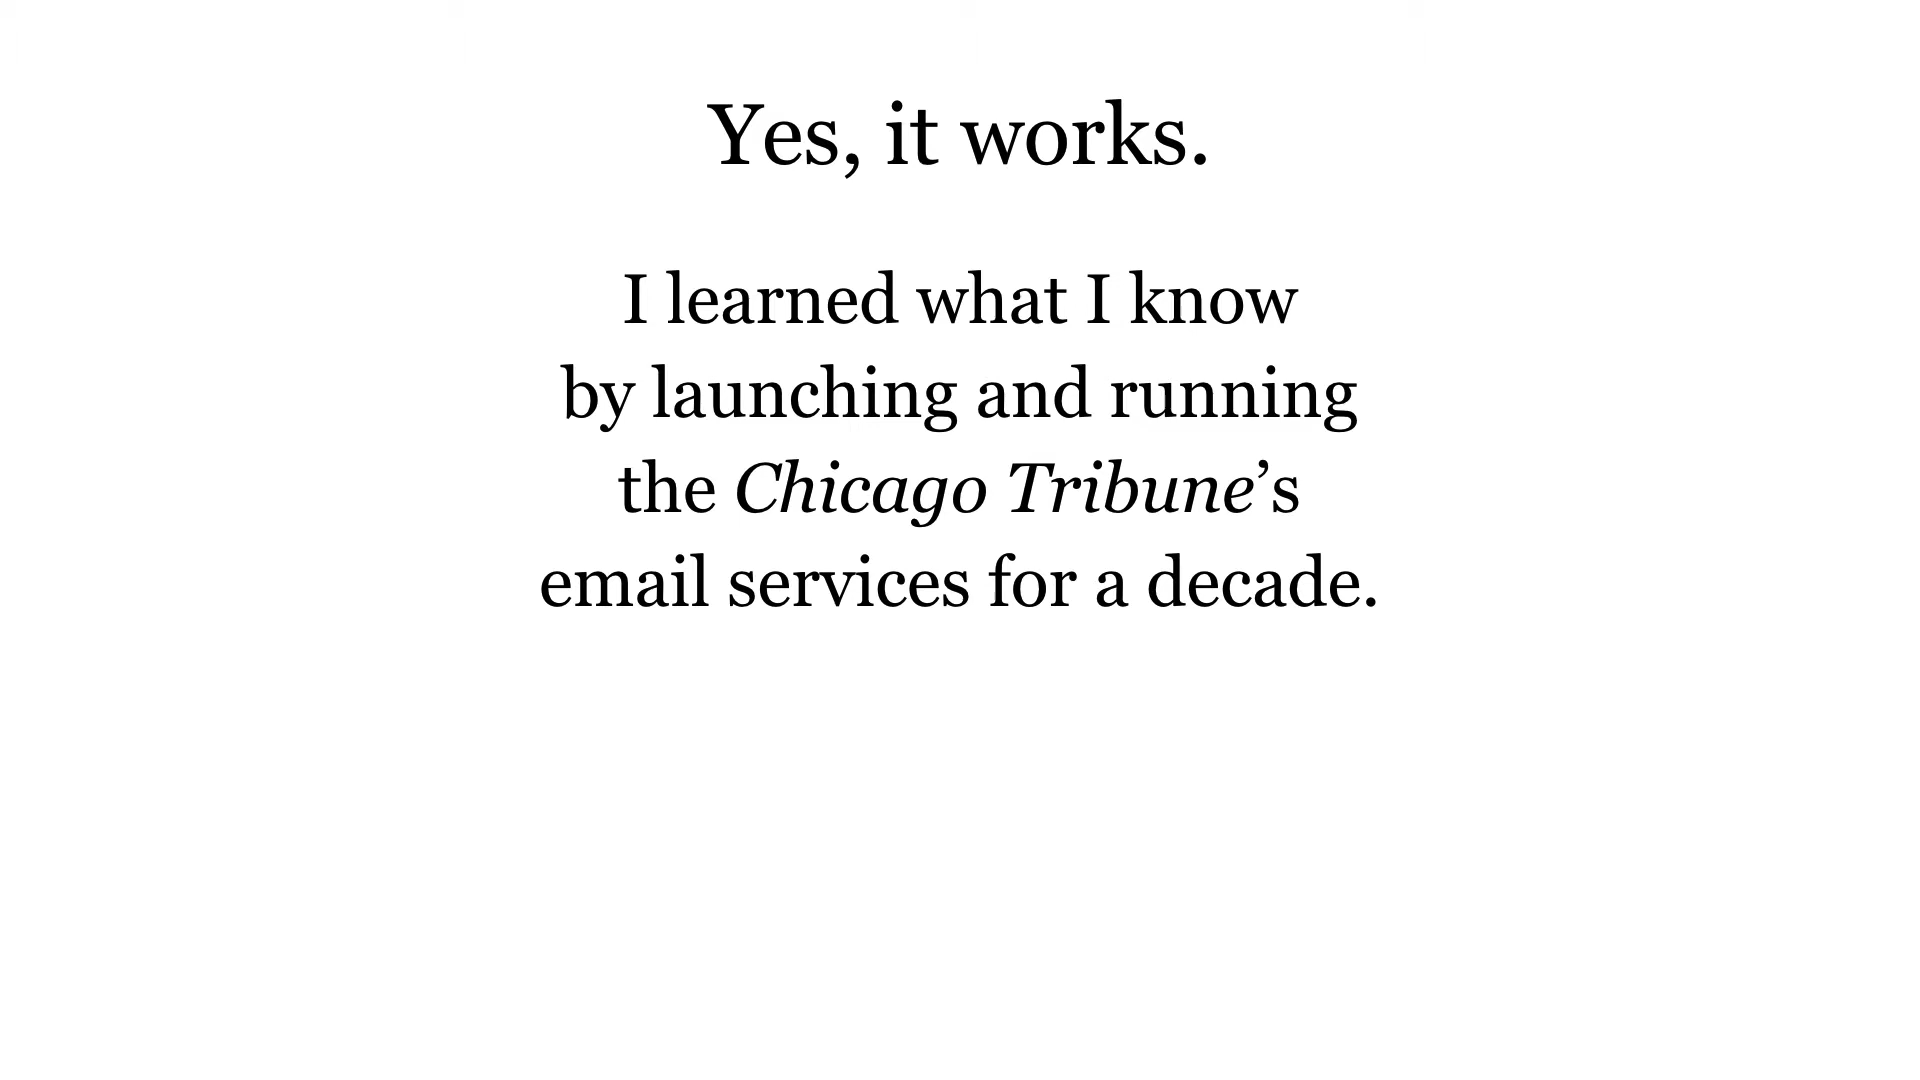 Yes, it works.
I learned what I know
by launching and running
the Chicago Tribune’s
email services for a decade.